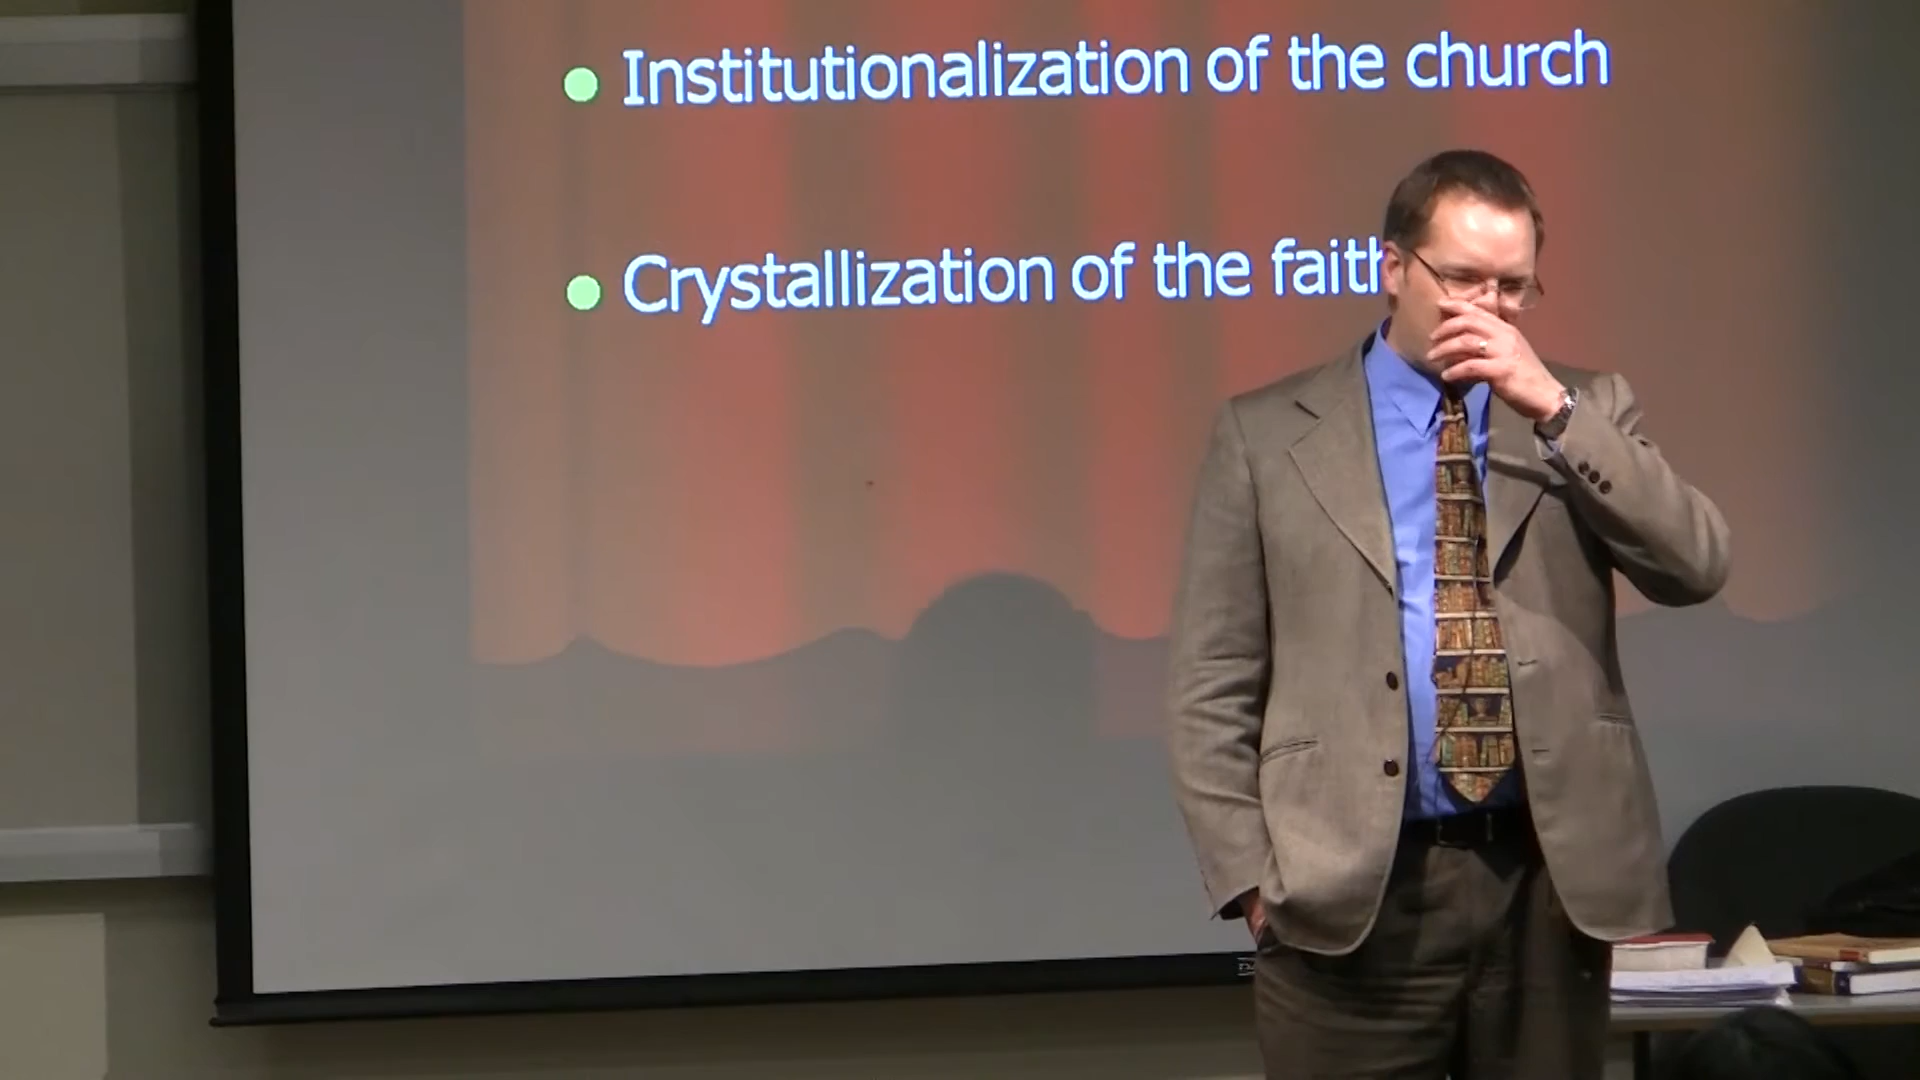 Institutionalization of the church
Crystallization of the faith